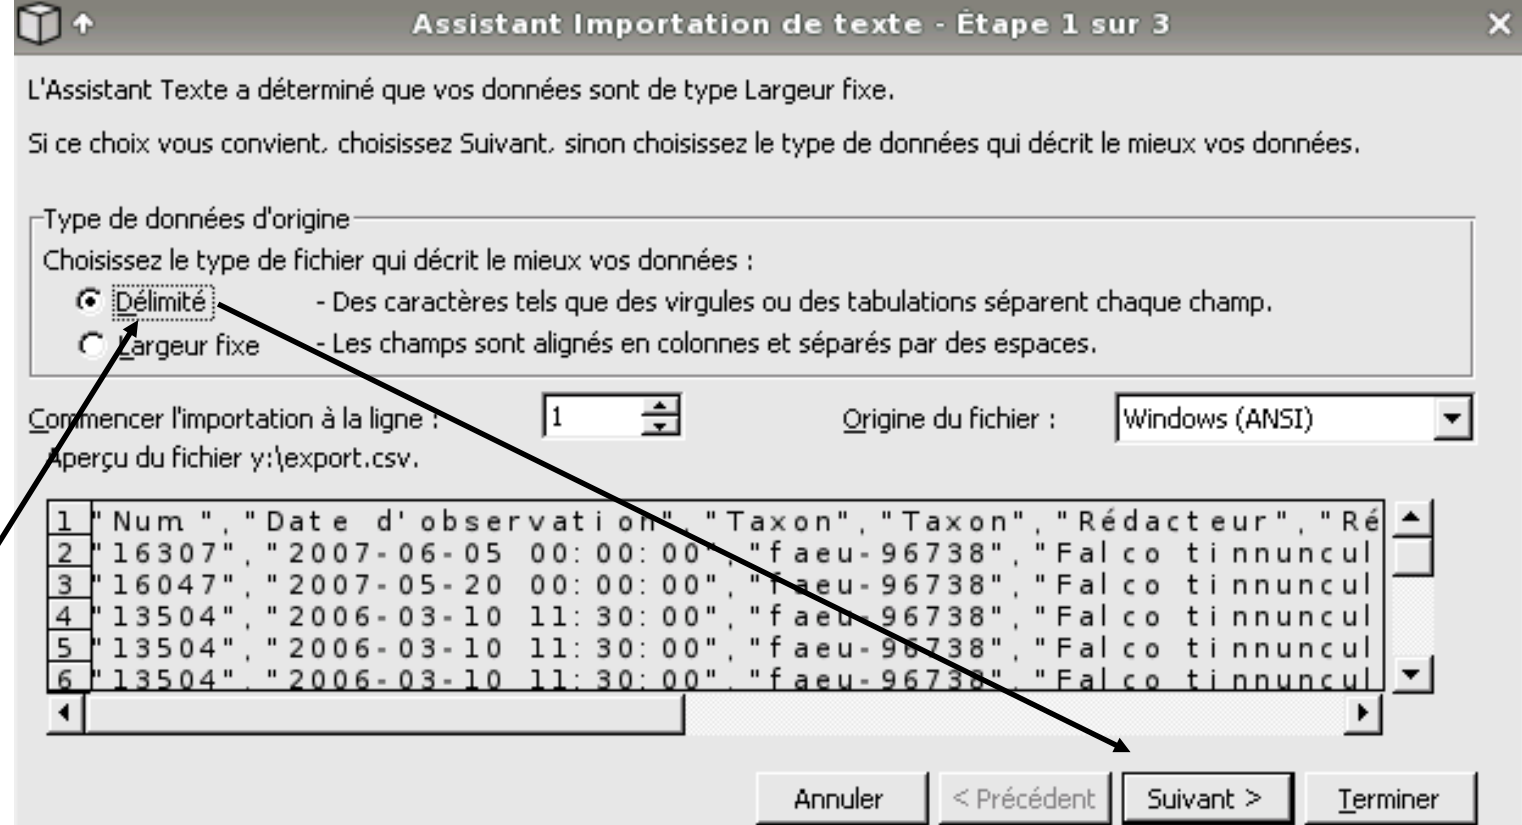 Assistant Importation de texte - Étape 1 sur 3
L'Assistant Texte a déterminé que vos données sont de type Largeur fixe.
Si ce choix vous convient, choisissez Suivant, sinon choisissez le type de données qui décrit le mieux vos données.
Type de données d'origine
Choisissez le type de fichier qui décrit le mieux vos données :
Délimité - Des caractères tels que des virgules ou des tabulations séparent chaque champ.
Largeur fixe - Les champs sont alignés en colonnes et séparés par des espaces.
Commencer l'importation à la ligne : 1 Origine du fichier : Windows (ANSI)
Aperçu du fichier y:\export.csv.
1 "Num ","Date d'observation","Taxon","Taxon","Rédacteur","Ré
2 "16307","2007-06-05 00:00:00","faeu-96738","Falco tinnuncul
3 "16047","2007-05-20 00:00:00","faeu-96738","Falco tinnuncul
4 "13504","2006-03-10 11:30:00","faeu-96738","Falco tinnuncul
5 "13504","2006-03-10 11:30:00","faeu-96738","Falco tinnuncul
6 "13504","2006-03-10 11:30:00","faeu-96738","Falco tinnuncul
Annuler < Précédent Suivant > Terminer